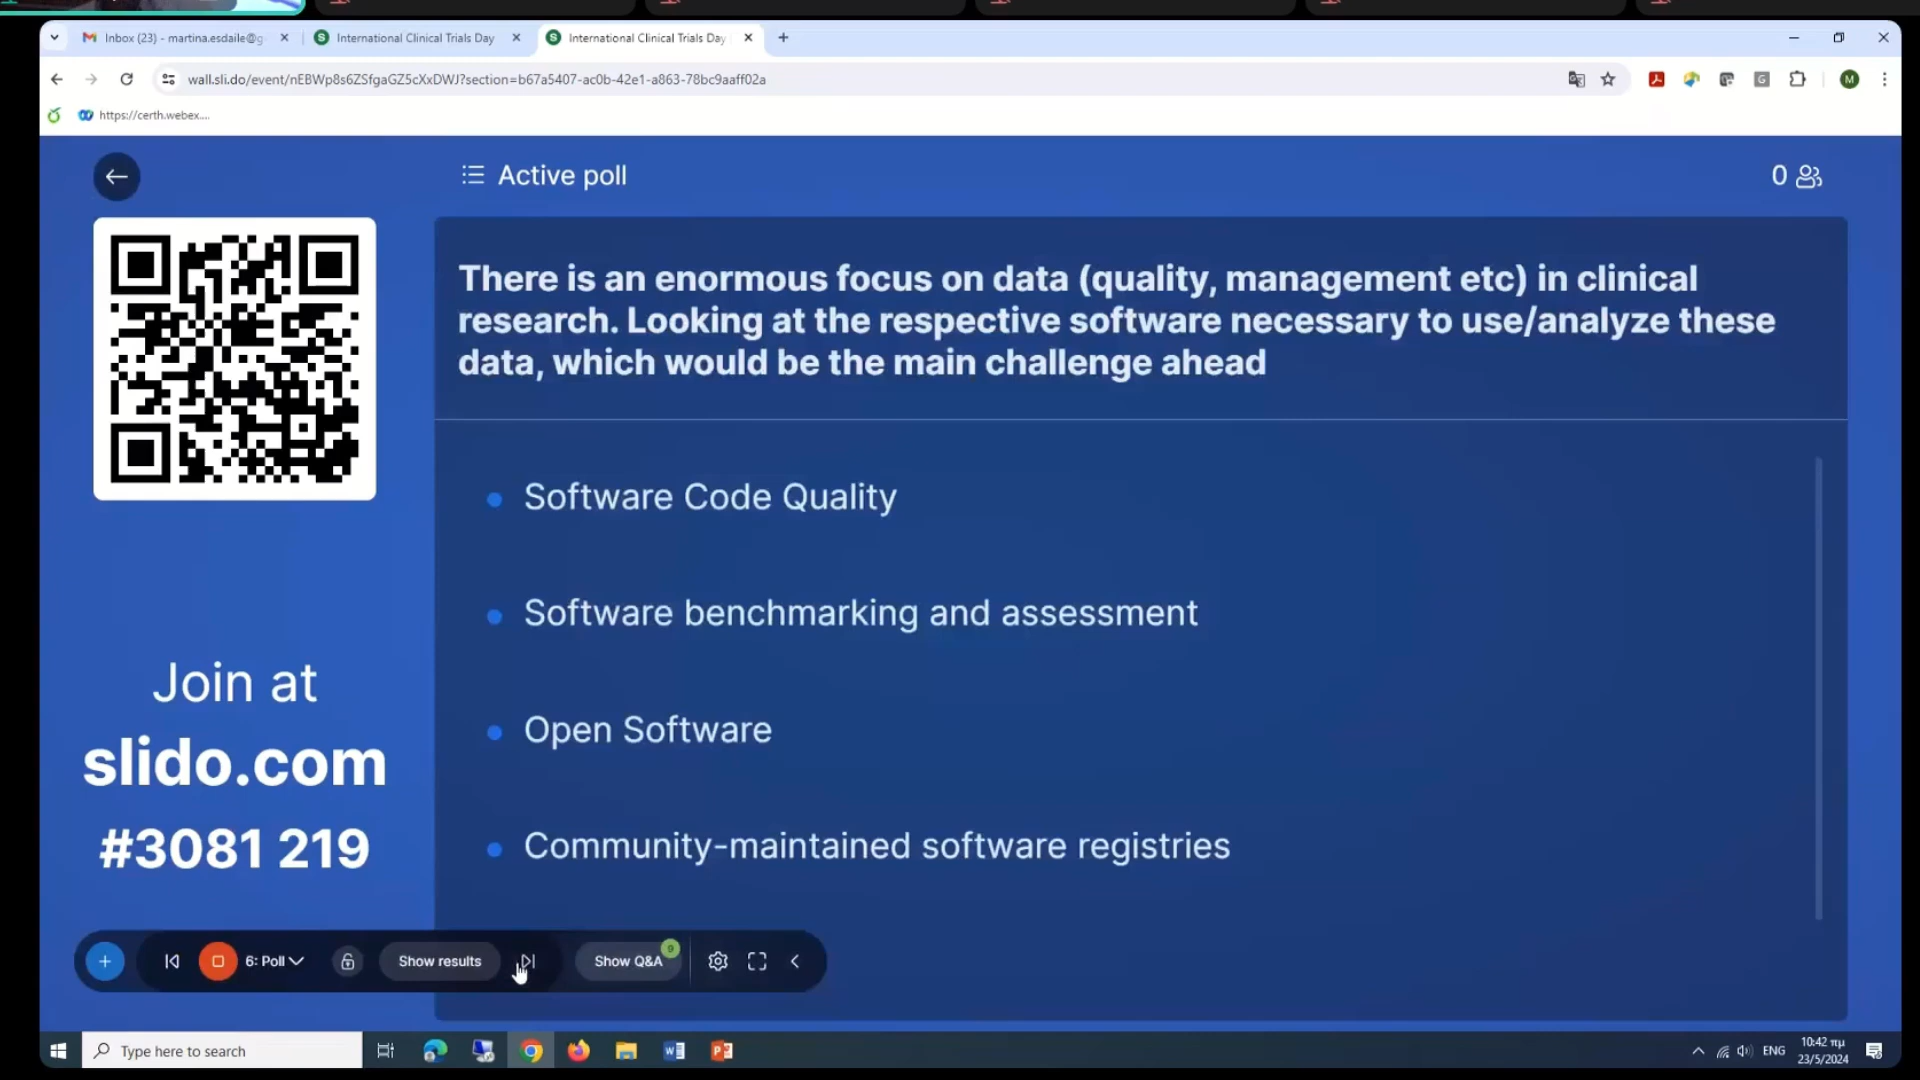 Inbox (23) - martina.esdaile@g
International Clinical Trials Day
International Clinical Trials Day
wall.sli.do/event/nEBWp8s6ZSfgaGZ5cXxDWJ?section=b67a5407-ac0b-42e1-a863-78bc9aaff02a
M
https://certh.webex....
Active poll
0
There is an enormous focus on data (quality, management etc) in clinical
research. Looking at the respective software necessary to use/analyze these
data, which would be the main challenge ahead
Software Code Quality
Software benchmarking and assessment
Open Software
Community-maintained software registries
Join at
slido.com
#3081 219
6: Poll
Show results
Show Q&A
9
Type here to search
ENG
10:42 πμ
23/5/2024